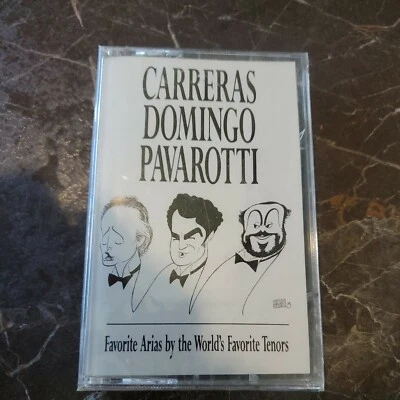 CARRERAS
DOMINGO
PAVAROTTI
Favorite Arias by the World's Favorite Tenors